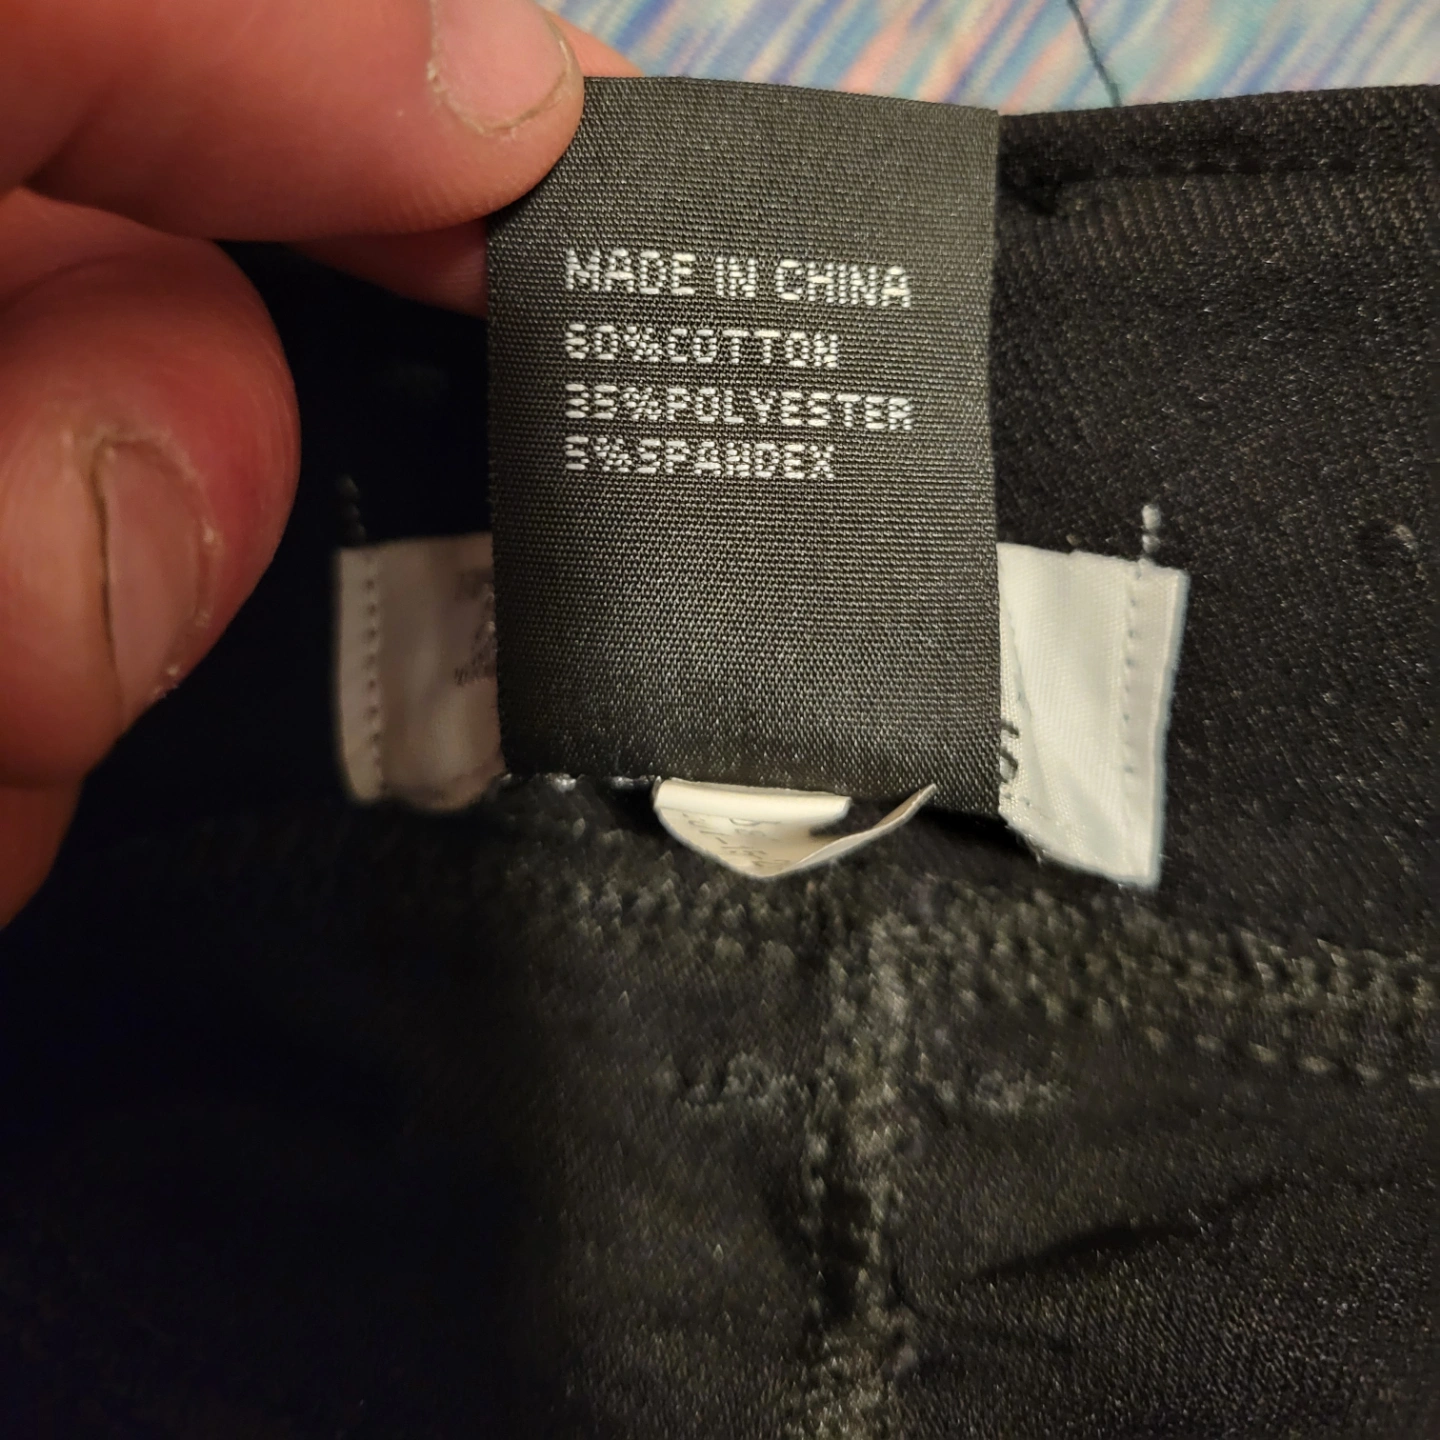 MADE IN CHINA
60%COTTON
35%POLYESTER
5%SPANDEX